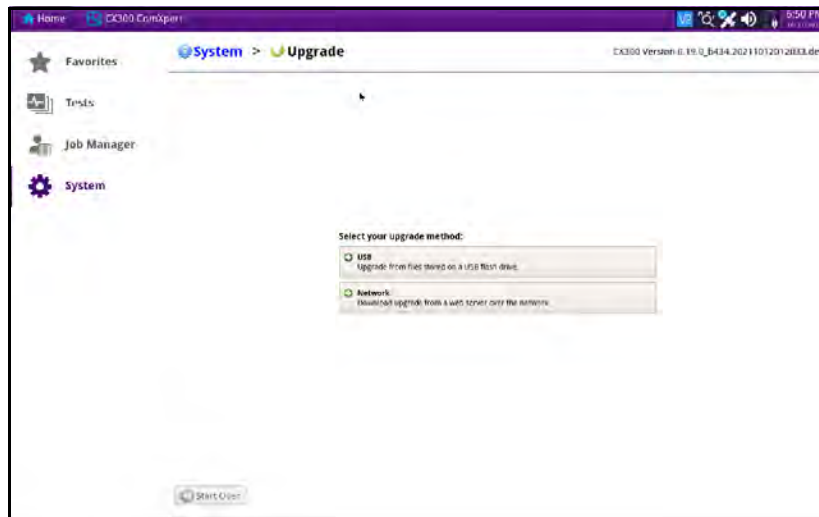 Home CX300 ComXpert
VP 6:50 PM
System > Upgrade
Favorites
Tests
Job Manager
System
Select your upgrade method:
USB
Upgrade from files stored on a USB flash drive.
Network
Download upgrade from a web server over the network.
Start Over